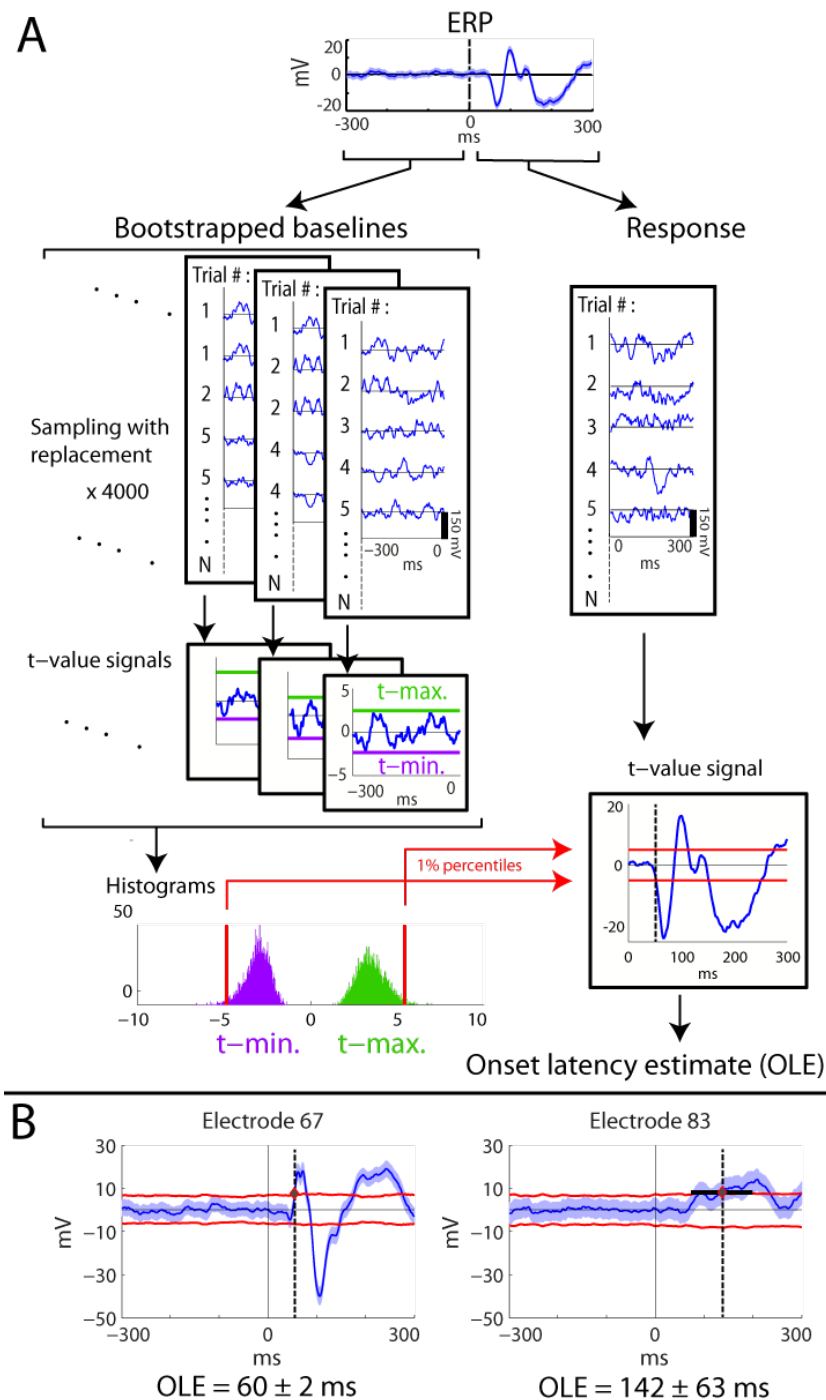 A
ERP
mV
20
0
-20
-300
0
300
ms
Bootstrapped baselines
Response
Trial # :
1
1
2
5
5
N
Trial # :
1
2
2
4
4
N
Trial # :
1
2
3
4
5
N
−300
0
ms
150 mV
Trial # :
1
2
3
4
5
N
0
300
ms
150 mV
Sampling with
replacement
x 4000
t−value signals
5
0
−5
t−max.
t−min.
−300
0
ms
t−value signal
20
0
-20
0
100
200
300
ms
1% percentiles
Histograms
50
0
−10
−5
0
5
10
t−min.
t−max.
Onset latency estimate (OLE)
B
Electrode 67
mV
30
10
-10
-30
-50
−300
0
300
ms
OLE = 60 ± 2 ms
Electrode 83
mV
30
10
-10
-30
-50
−300
0
300
ms
OLE = 142 ± 63 ms